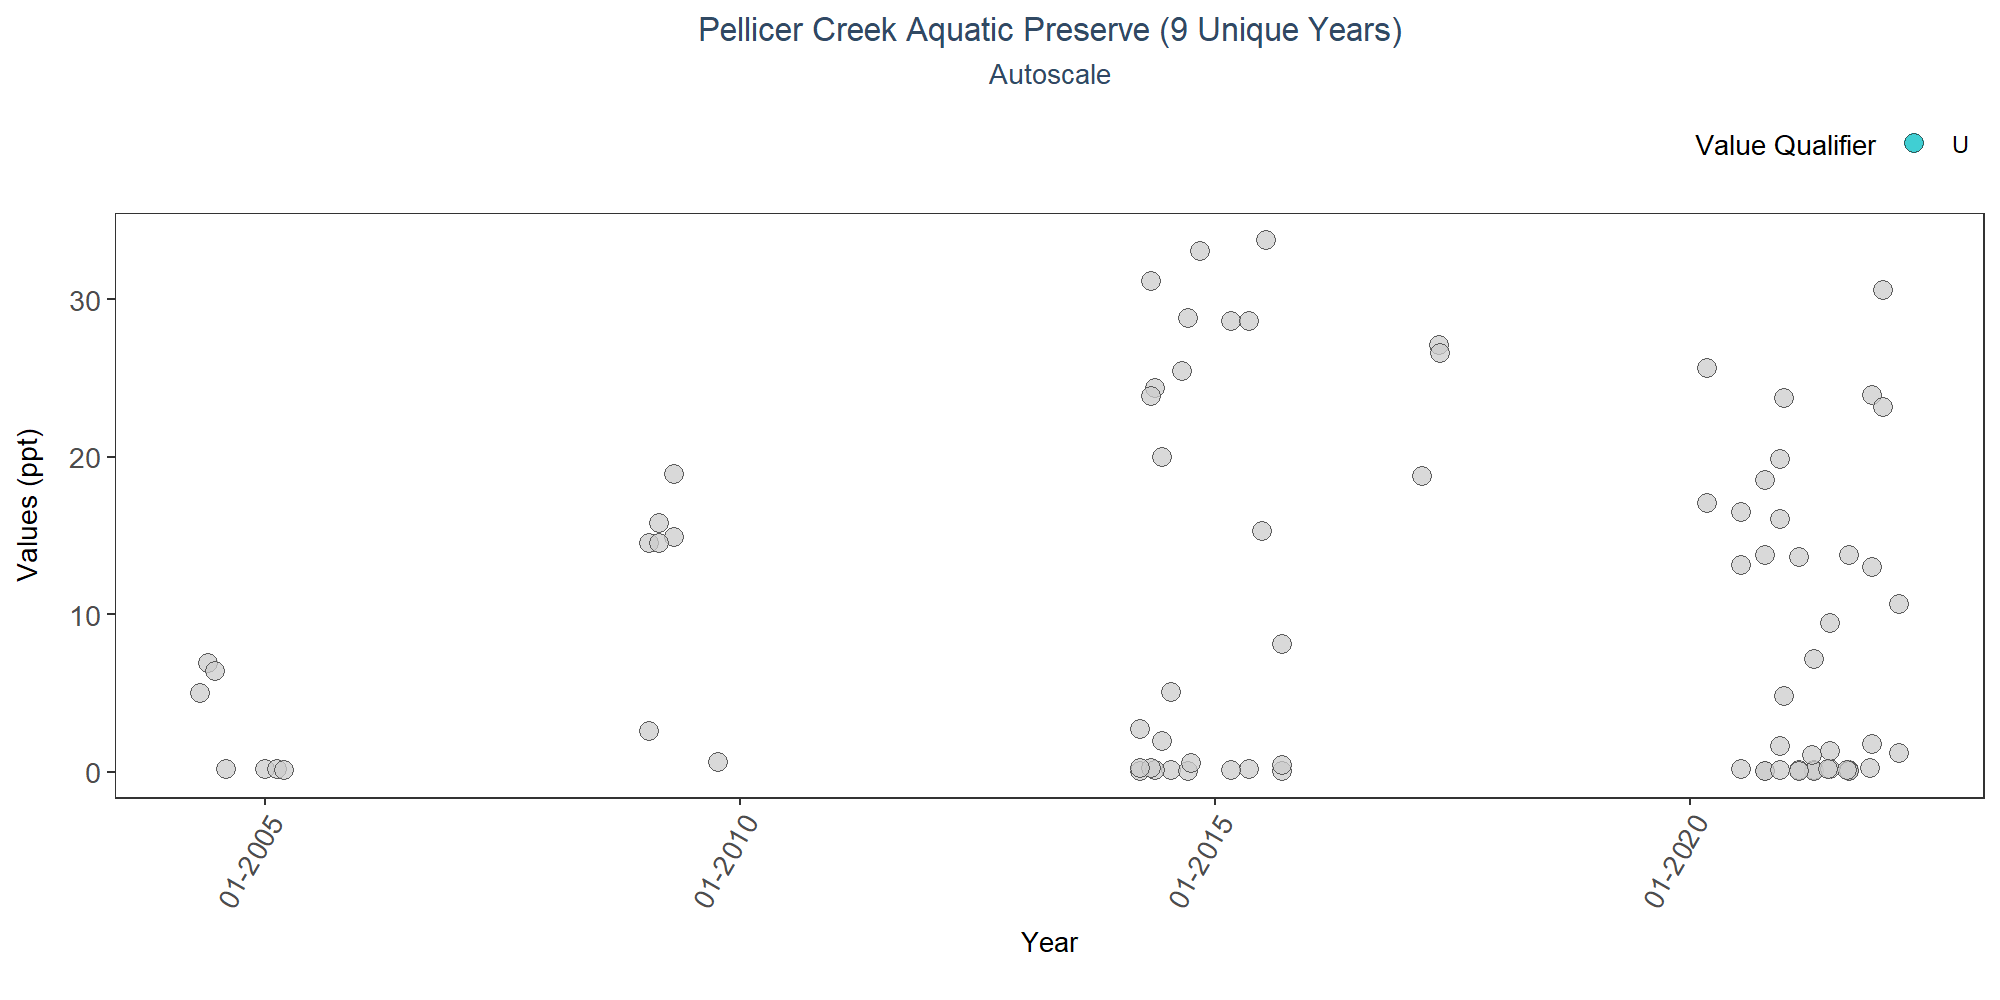 Pellicer Creek Aquatic Preserve (9 Unique Years)
Autoscale
Value Qualifier U
Values (ppt)
30
20
10
0
01-2005 01-2010 01-2015 01-2020
Year